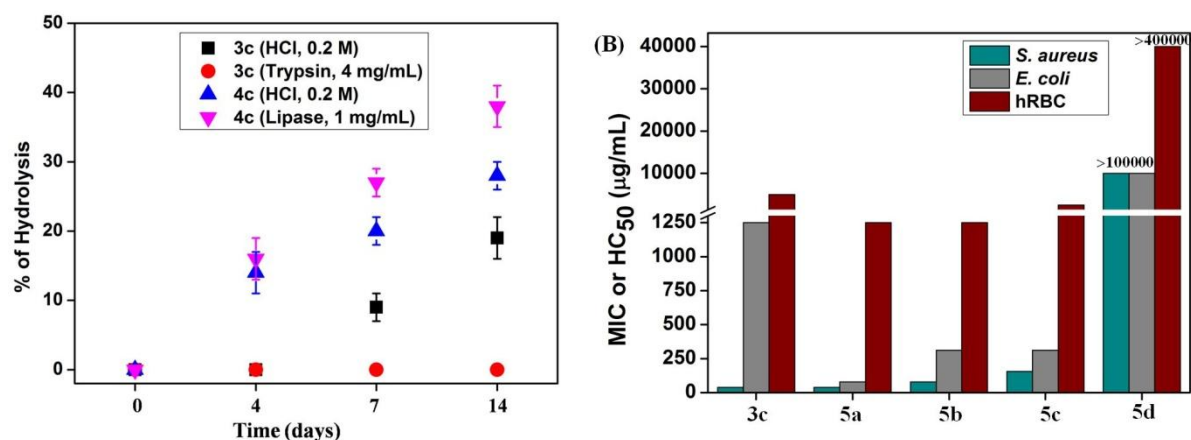 50
40
30
20
10
0
% of Hydrolysis
3c (HCl, 0.2 M)
3c (Trypsin, 4 mg/mL)
4c (HCl, 0.2 M)
4c (Lipase, 1 mg/mL)
0 4 7 14
Time (days)
(B)
40000
30000
20000
10000
1250
1000
750
500
250
0
MIC or HC50 (μg/mL)
S. aureus
E. coli
hRBC
>400000
>100000
3c 5a 5b 5c 5d